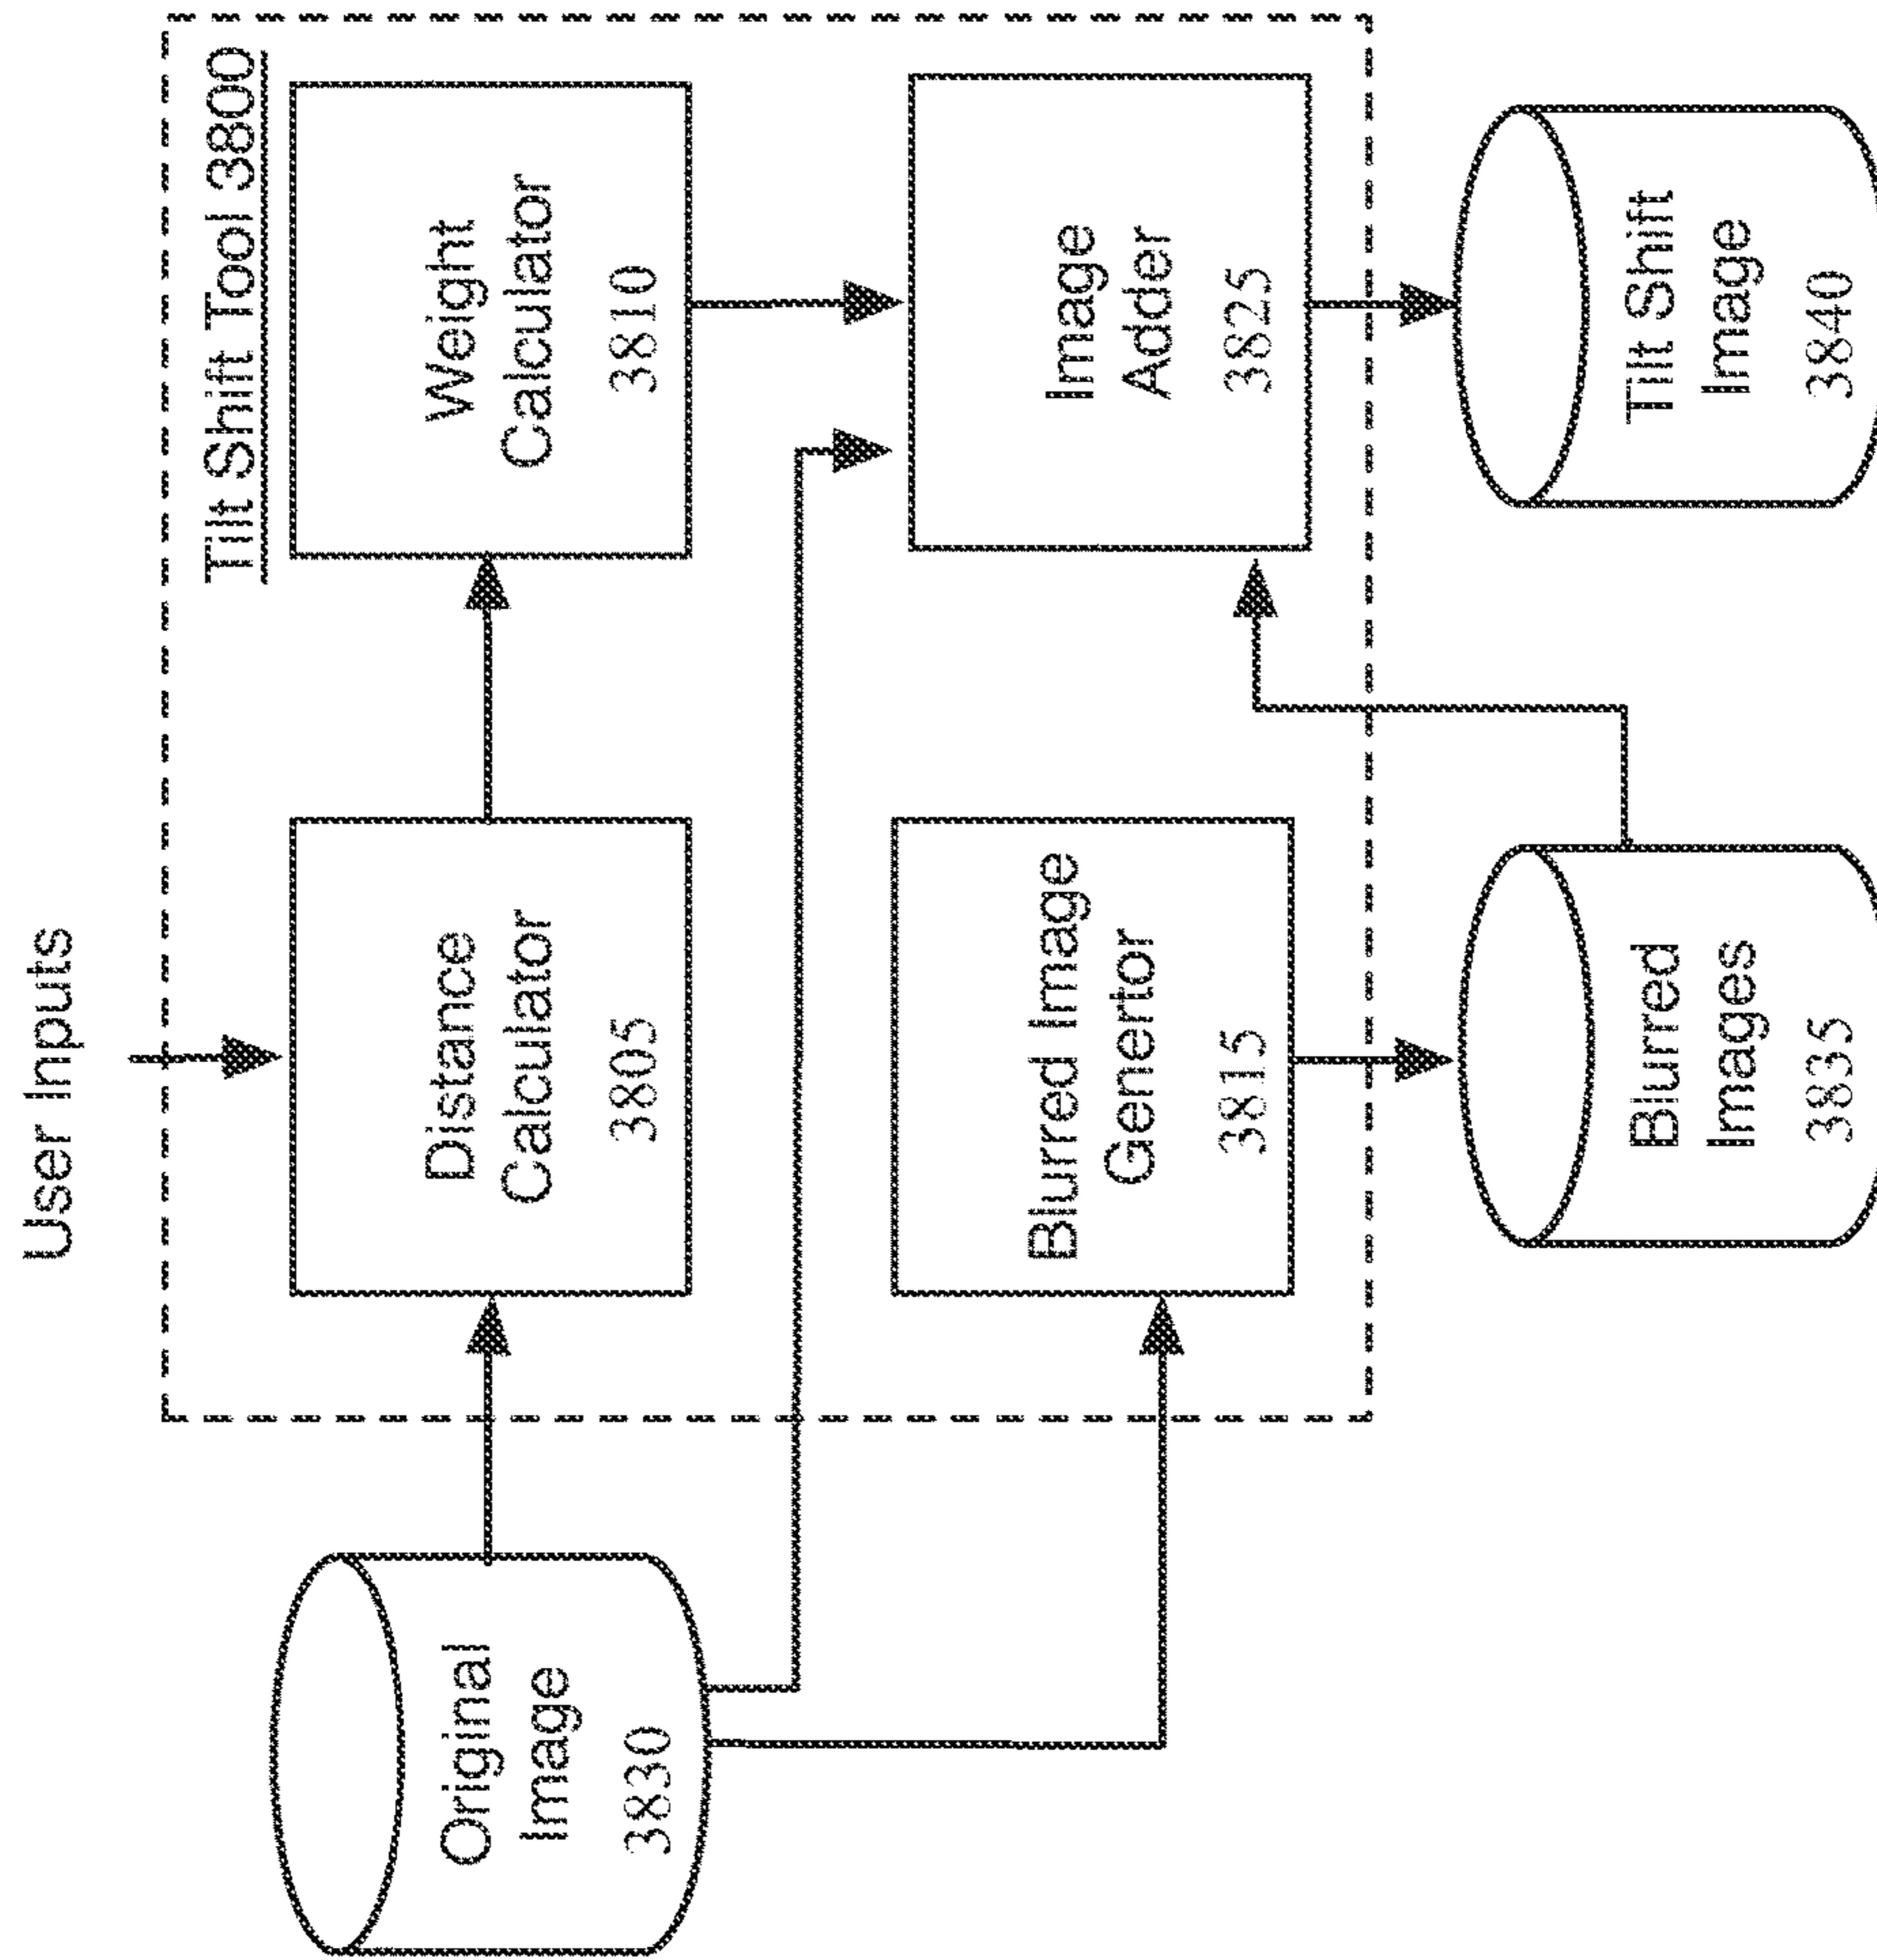 User Inputs
Tilt Shift Tool 3800
Original
Image
3830
Distance
Calculator
3805
Weight
Calculator
3810
Blurred Image
Genertor
3815
Image
Adder
3825
Blurred
Images
3835
Tilt Shift
Image
3840